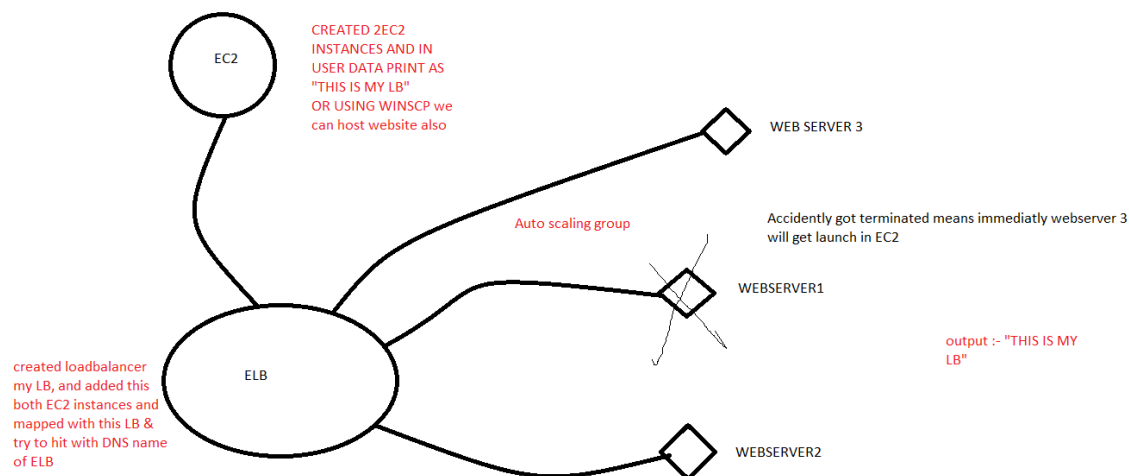 EC2
CREATED 2EC2
INSTANCES AND IN
USER DATA PRINT AS
"THIS IS MY LB"
OR USING WINSCP we
can host website also
WEB SERVER 3
Auto scaling group
Accidently got terminated means immediatly webserver 3
will get launch in EC2
WEBSERVER1
output :- "THIS IS MY
LB"
created loadbalancer
my LB, and added this
both EC2 instances and
mapped with this LB &
try to hit with DNS name
of ELB
ELB
WEBSERVER2